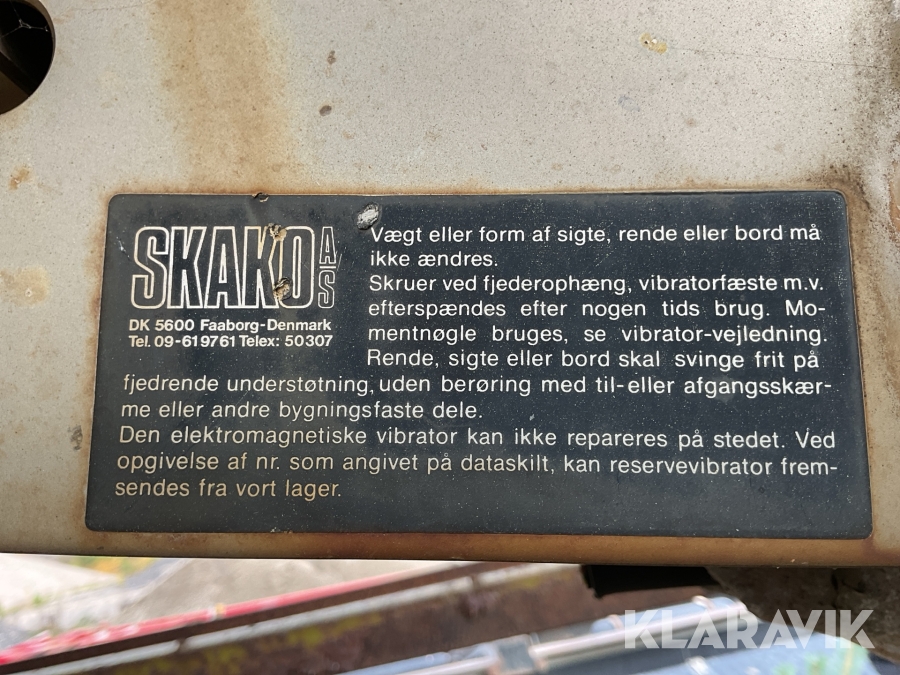 KLARAVIK
SKAKO A/S
DK 5600 Faaborg-Denmark
Tel. 09-619761 Telex: 50307
Vægt eller form af sigte, rende eller bord må
ikke ændres.
Skruer ved fjederophæng, vibratorfæste m.v.
efterspændes efter nogen tids brug. Mo-
mentnøgle bruges, se vibrator-vejledning.
Rende, sigte eller bord skal svinge frit på
fjedrende understøtning, uden berøring med til-eller afgangsskær-
me eller andre bygningsfaste dele.
Den elektromagnetiske vibrator kan ikke repareres på stedet. Ved
opgivelse af nr. som angivet på dataskilt, kan reservevibrator frem-
sendes fra vort lager.
KLARAVIK